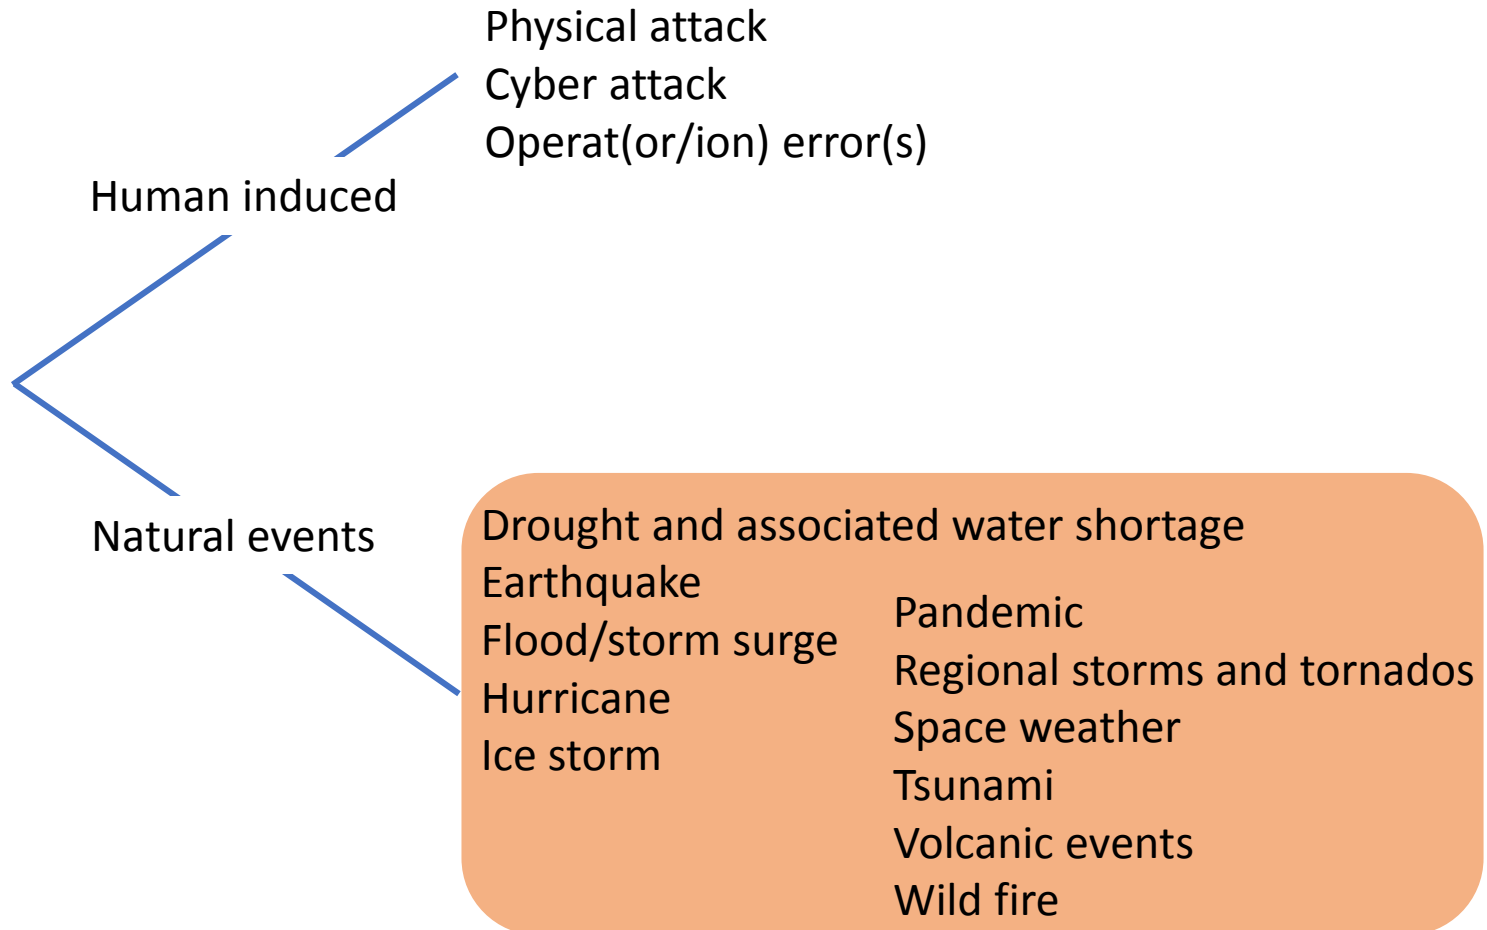 Physical attack
Cyber attack
Operat(or/ion) error(s)
Human induced
Natural events
Drought and associated water shortage
Earthquake
Flood/storm surge
Hurricane
Ice storm
Pandemic
Regional storms and tornados
Space weather
Tsunami
Volcanic events
Wild fire